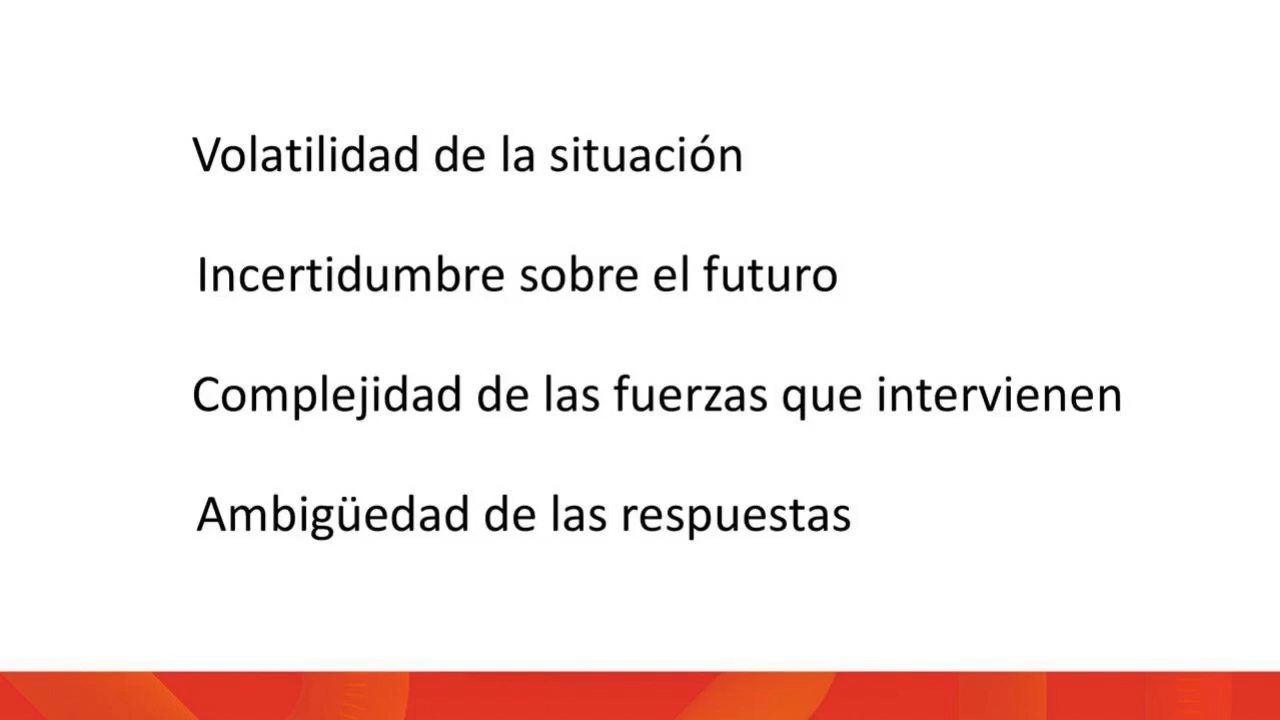 Volatilidad de la situación
Incertidumbre sobre el futuro
Complejidad de las fuerzas que intervienen
Ambigüedad de las respuestas